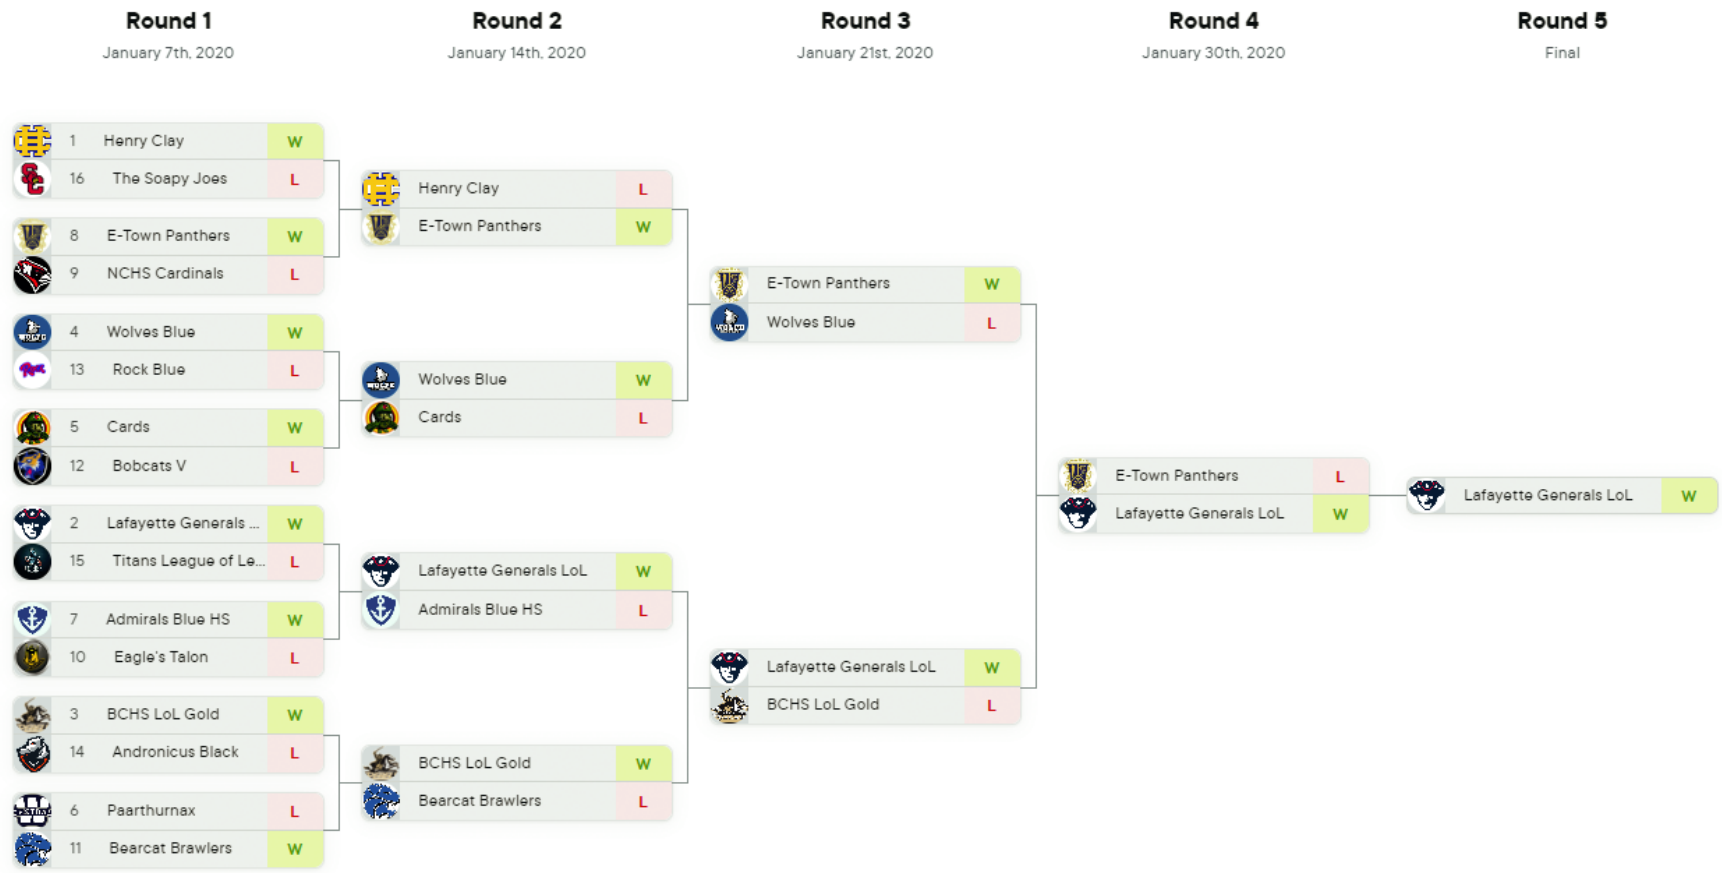 Round 1
January 7th, 2020
Round 2
January 14th, 2020
Round 3
January 21st, 2020
Round 4
January 30th, 2020
Round 5
Final
1 Henry Clay W
16 The Soapy Joes L
8 E-Town Panthers W
9 NCHS Cardinals L
4 Wolves Blue W
13 Rock Blue L
5 Cards W
12 Bobcats V L
2 Lafayette Generals ... W
15 Titans League of Le... L
7 Admirals Blue HS W
10 Eagle's Talon L
3 BCHS LoL Gold W
14 Andronicus Black L
6 Paarthurnax L
11 Bearcat Brawlers W
Henry Clay L
E-Town Panthers W
Wolves Blue W
Cards L
Lafayette Generals LoL W
Admirals Blue HS L
BCHS LoL Gold W
Bearcat Brawlers L
E-Town Panthers W
Wolves Blue L
Lafayette Generals LoL W
BCHS LoL Gold L
E-Town Panthers L
Lafayette Generals LoL W
Lafayette Generals LoL W